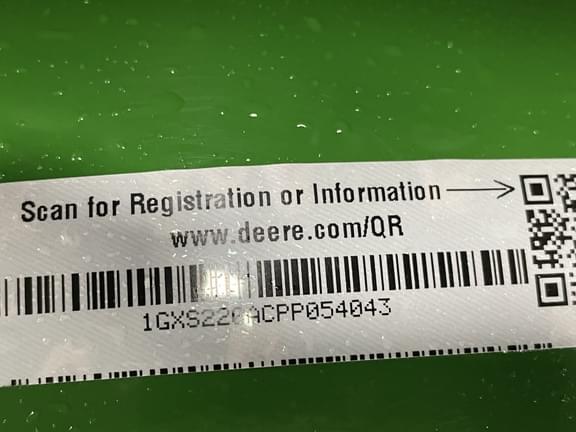 Scan for Registration or Information
www.deere.com/QR
1GXS220ACPP054043